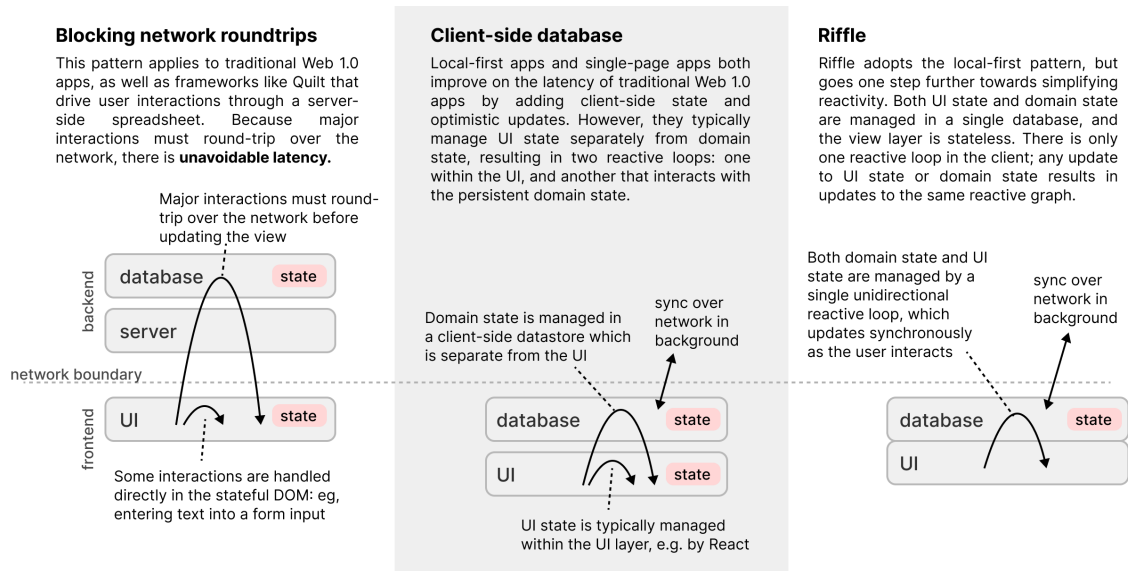 Blocking network roundtrips
This pattern applies to traditional Web 1.0
apps, as well as frameworks like Quilt that
drive user interactions through a server-
side spreadsheet. Because major
interactions must round-trip over the
network, there is unavoidable latency.
Major interactions must round-
trip over the network before
updating the view
backend
database
state
server
network boundary
frontend
UI
state
Some interactions are handled
directly in the stateful DOM: eg,
entering text into a form input
Client-side database
Local-first apps and single-page apps both
improve on the latency of traditional Web 1.0
apps by adding client-side state and
optimistic updates. However, they typically
manage UI state separately from domain
state, resulting in two reactive loops: one
within the UI, and another that interacts with
the persistent domain state.
Domain state is managed in
a client-side datastore which
is separate from the UI
sync over
network in
background
database
state
UI
state
UI state is typically managed
within the UI layer, e.g. by React
Riffle
Riffle adopts the local-first pattern, but
goes one step further towards simplifying
reactivity. Both UI state and domain state
are managed in a single database, and
the view layer is stateless. There is only
one reactive loop in the client; any update
to UI state or domain state results in
updates to the same reactive graph.
Both domain state and UI
state are managed by a
single unidirectional
reactive loop, which
updates synchronously
as the user interacts
sync over
network in
background
database
state
UI